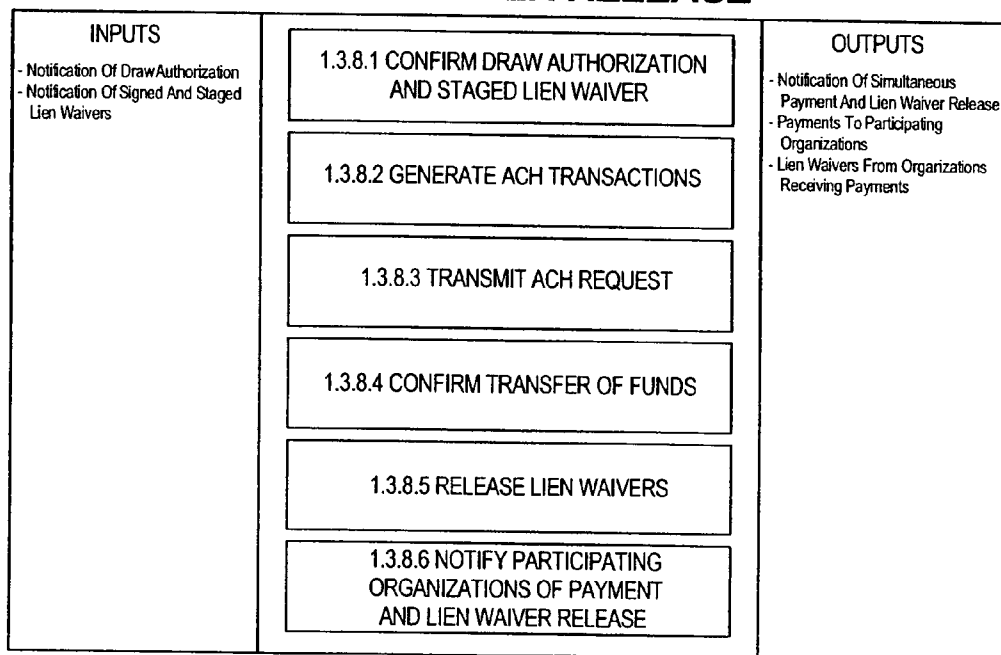 INPUTS
- Notification Of Draw Authorization
- Notification Of Signed And Staged
Lien Waivers
1.3.8.1 CONFIRM DRAW AUTHORIZATION
AND STAGED LIEN WAIVER
1.3.8.2 GENERATE ACH TRANSACTIONS
1.3.8.3 TRANSMIT ACH REQUEST
1.3.8.4 CONFIRM TRANSFER OF FUNDS
1.3.8.5 RELEASE LIEN WAIVERS
1.3.8.6 NOTIFY PARTICIPATING
ORGANIZATIONS OF PAYMENT
AND LIEN WAIVER RELEASE
OUTPUTS
- Notification Of Simultaneous
Payment And Lien Waiver Release
- Payments To Participating
Organizations
- Lien Waivers From Organizations
Receiving Payments